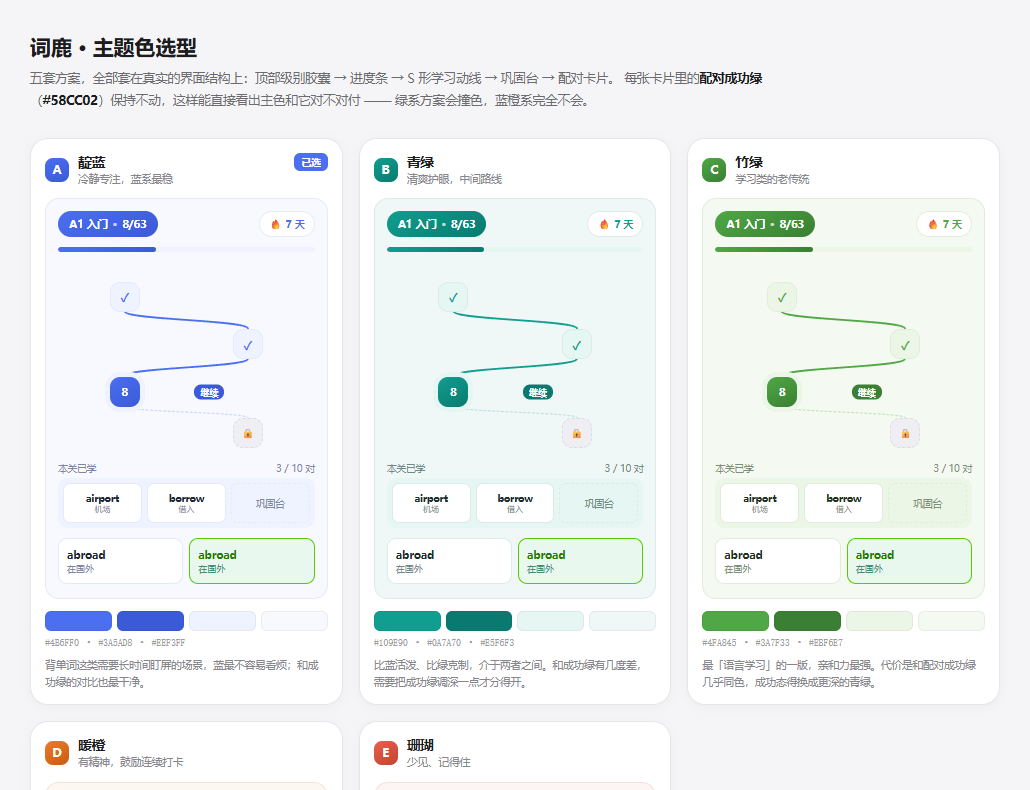 词鹿 • 主题色选型
五套方案，全部套在真实的界面结构上：顶部级别胶囊 → 进度条 → S 形学习动线 → 巩固台 → 配对卡片。 每张卡片里的配对成功绿
（#58CC02）保持不动，这样能直接看出主色和它对不对付 —— 绿系方案会撞色，蓝橙系完全不会。
A
靛蓝
冷静专注，蓝系最稳
已选
A1 入门 • 8/63
🔥 7 天
✓
✓
8
继续
本关已学
3 / 10 对
airport
机场
borrow
借入
巩固台
abroad
在国外
abroad
在国外
#4B6FF0 • #3A5AD8 • #EEF3FF
背单词这类需要长时间盯屏的场景，蓝最不容易看烦；和成
功绿的对比也最干净。
B
青绿
清爽护眼，中间路线
A1 入门 • 8/63
🔥 7 天
✓
✓
8
继续
本关已学
3 / 10 对
airport
机场
borrow
借入
巩固台
abroad
在国外
abroad
在国外
#109E90 • #0A7A70 • #E5F6F3
比蓝活泼、比绿克制，介于两者之间。和成功绿有几度差，
需要把成功绿调深一点才分得开。
C
竹绿
学习类的老传统
A1 入门 • 8/63
🔥 7 天
✓
✓
8
继续
本关已学
3 / 10 对
airport
机场
borrow
借入
巩固台
abroad
在国外
abroad
在国外
#4FA845 • #3A7F33 • #EBF6E7
最「语言学习」的一版，亲和力最强。代价是和配对成功绿
几乎同色，成功态得换成更深的青绿。
D
暖橙
有精神，鼓励连续打卡
E
珊瑚
少见、记得住